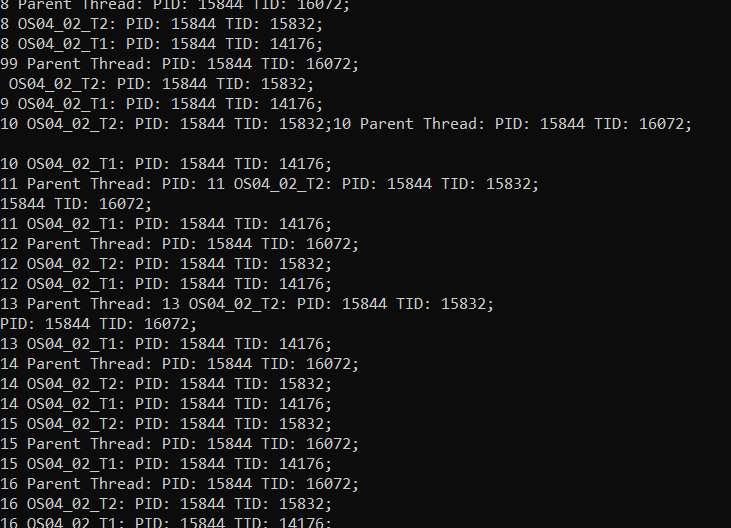 8 Parent Thread: PID: 15844 TID: 16072;
8 OS04_02_T2: PID: 15844 TID: 15832;
8 OS04_02_T1: PID: 15844 TID: 14176;
99 Parent Thread: PID: 15844 TID: 16072;
 OS04_02_T2: PID: 15844 TID: 15832;
9 OS04_02_T1: PID: 15844 TID: 14176;
10 OS04_02_T2: PID: 15844 TID: 15832;10 Parent Thread: PID: 15844 TID: 16072;

10 OS04_02_T1: PID: 15844 TID: 14176;
11 Parent Thread: PID: 11 OS04_02_T2: PID: 15844 TID: 15832;
15844 TID: 16072;
11 OS04_02_T1: PID: 15844 TID: 14176;
12 Parent Thread: PID: 15844 TID: 16072;
12 OS04_02_T2: PID: 15844 TID: 15832;
12 OS04_02_T1: PID: 15844 TID: 14176;
13 Parent Thread: 13 OS04_02_T2: PID: 15844 TID: 15832;
PID: 15844 TID: 16072;
13 OS04_02_T1: PID: 15844 TID: 14176;
14 Parent Thread: PID: 15844 TID: 16072;
14 OS04_02_T2: PID: 15844 TID: 15832;
14 OS04_02_T1: PID: 15844 TID: 14176;
15 OS04_02_T2: PID: 15844 TID: 15832;
15 Parent Thread: PID: 15844 TID: 16072;
15 OS04_02_T1: PID: 15844 TID: 14176;
16 Parent Thread: PID: 15844 TID: 16072;
16 OS04_02_T2: PID: 15844 TID: 15832;
16 OS04_02_T1: PID: 15844 TID: 14176;